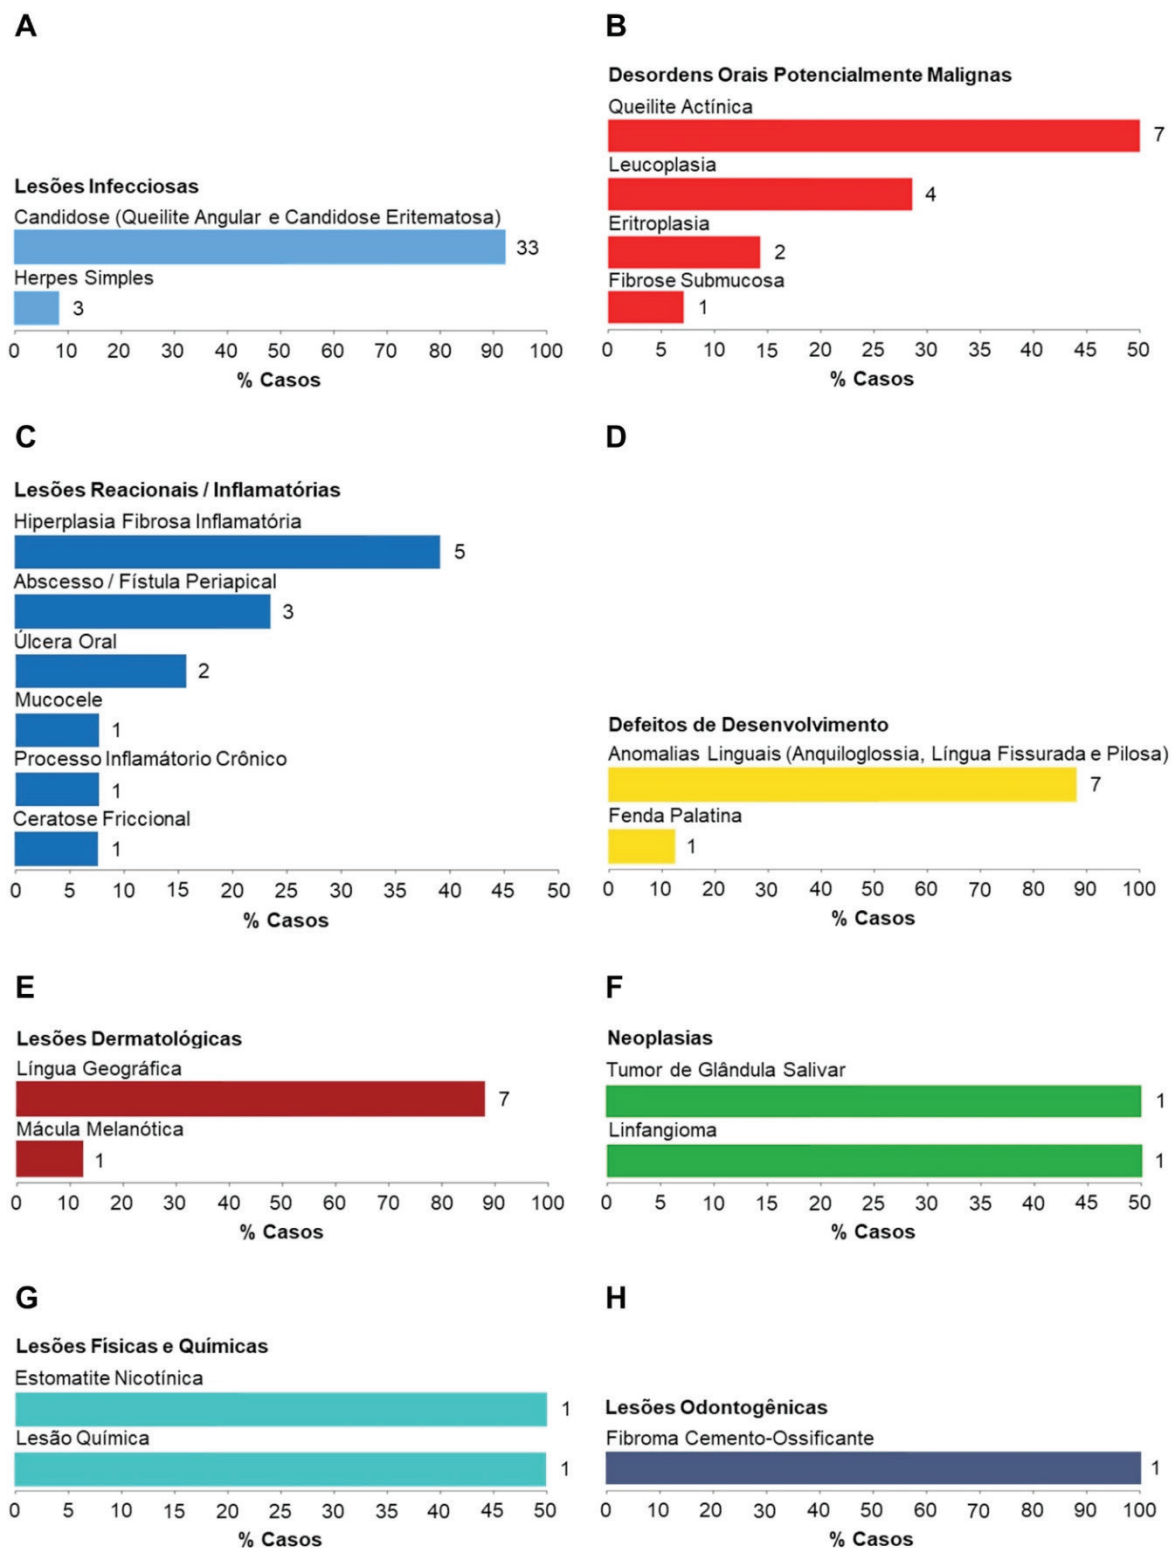 A
Lesões Infecciosas
Candidose (Queilite Angular e Candidose Eritematosa)
33
Herpes Simples
3
0 10 20 30 40 50 60 70 80 90 100
% Casos
B
Desordens Orais Potencialmente Malignas
Queilite Actínica
7
Leucoplasia
4
Eritroplasia
2
Fibrose Submucosa
1
0 5 10 15 20 25 30 35 40 45 50
% Casos
C
Lesões Reacionais / Inflamatórias
Hiperplasia Fibrosa Inflamatória
5
Abscesso / Fístula Periapical
3
Úlcera Oral
2
Mucocele
1
Processo Inflamátorio Crônico
1
Ceratose Friccional
1
0 5 10 15 20 25 30 35 40 45 50
% Casos
D
Defeitos de Desenvolvimento
Anomalias Linguais (Anquiloglossia, Língua Fissurada e Pilosa)
7
Fenda Palatina
1
0 10 20 30 40 50 60 70 80 90 100
% Casos
E
Lesões Dermatológicas
Língua Geográfica
7
Mácula Melanótica
1
0 10 20 30 40 50 60 70 80 90 100
% Casos
F
Neoplasias
Tumor de Glândula Salivar
1
Linfangioma
1
0 5 10 15 20 25 30 35 40 45 50
% Casos
G
Lesões Físicas e Químicas
Estomatite Nicotínica
1
Lesão Química
1
0 5 10 15 20 25 30 35 40 45 50
% Casos
H
Lesões Odontogênicas
Fibroma Cemento-Ossificante
1
0 10 20 30 40 50 60 70 80 90 100
% Casos